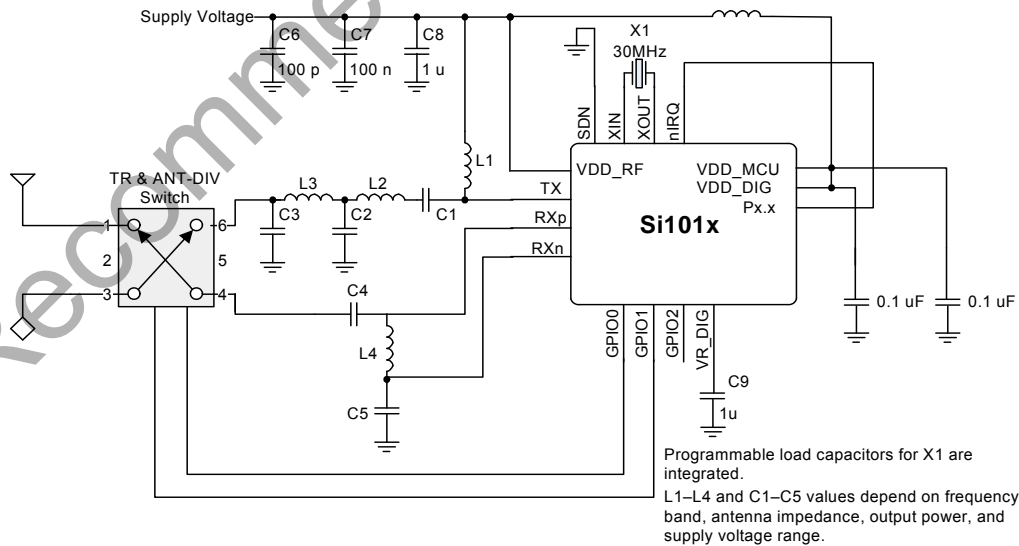 Supply Voltage
C6
100 p
C7
100 n
C8
1 u
X1
30MHz
SDN
XIN
XOUT
nIRQ
L1
VDD_RF
VDD_MCU
VDD_DIG
Px.x
TR & ANT-DIV
Switch
L3
L2
TX
C1
C3
C2
RXp
RXn
Si101x
1
6
2
5
3
4
C4
L4
C5
0.1 uF
0.1 uF
GPIO0
GPIO1
GPIO2
VR_DIG
C9
1u
Programmable load capacitors for X1 are
integrated.
L1–L4 and C1–C5 values depend on frequency
band, antenna impedance, output power, and
supply voltage range.
Recomme